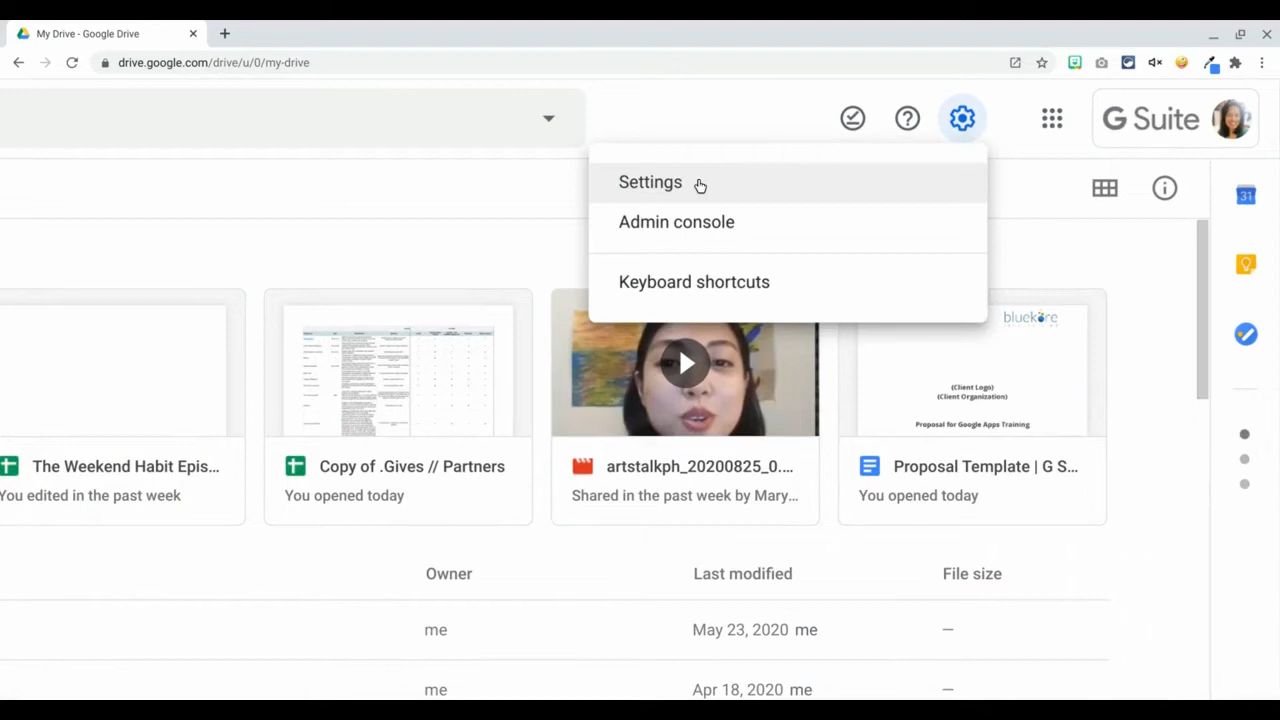 My Drive - Google Drive
drive.google.com/drive/u/0/my-drive
G Suite
Settings
Admin console
Keyboard shortcuts
31
bluekore
(Client Logo)
(Client Organization)
Proposal for Google Apps Training
The Weekend Habit Epis...
Copy of .Gives // Partners
artstalkph_20200825_0....
Proposal Template | G S...
You edited in the past week
You opened today
Shared in the past week by Mary...
You opened today
Owner
Last modified
File size
me
May 23, 2020 me
—
me
Apr 18, 2020 me
—